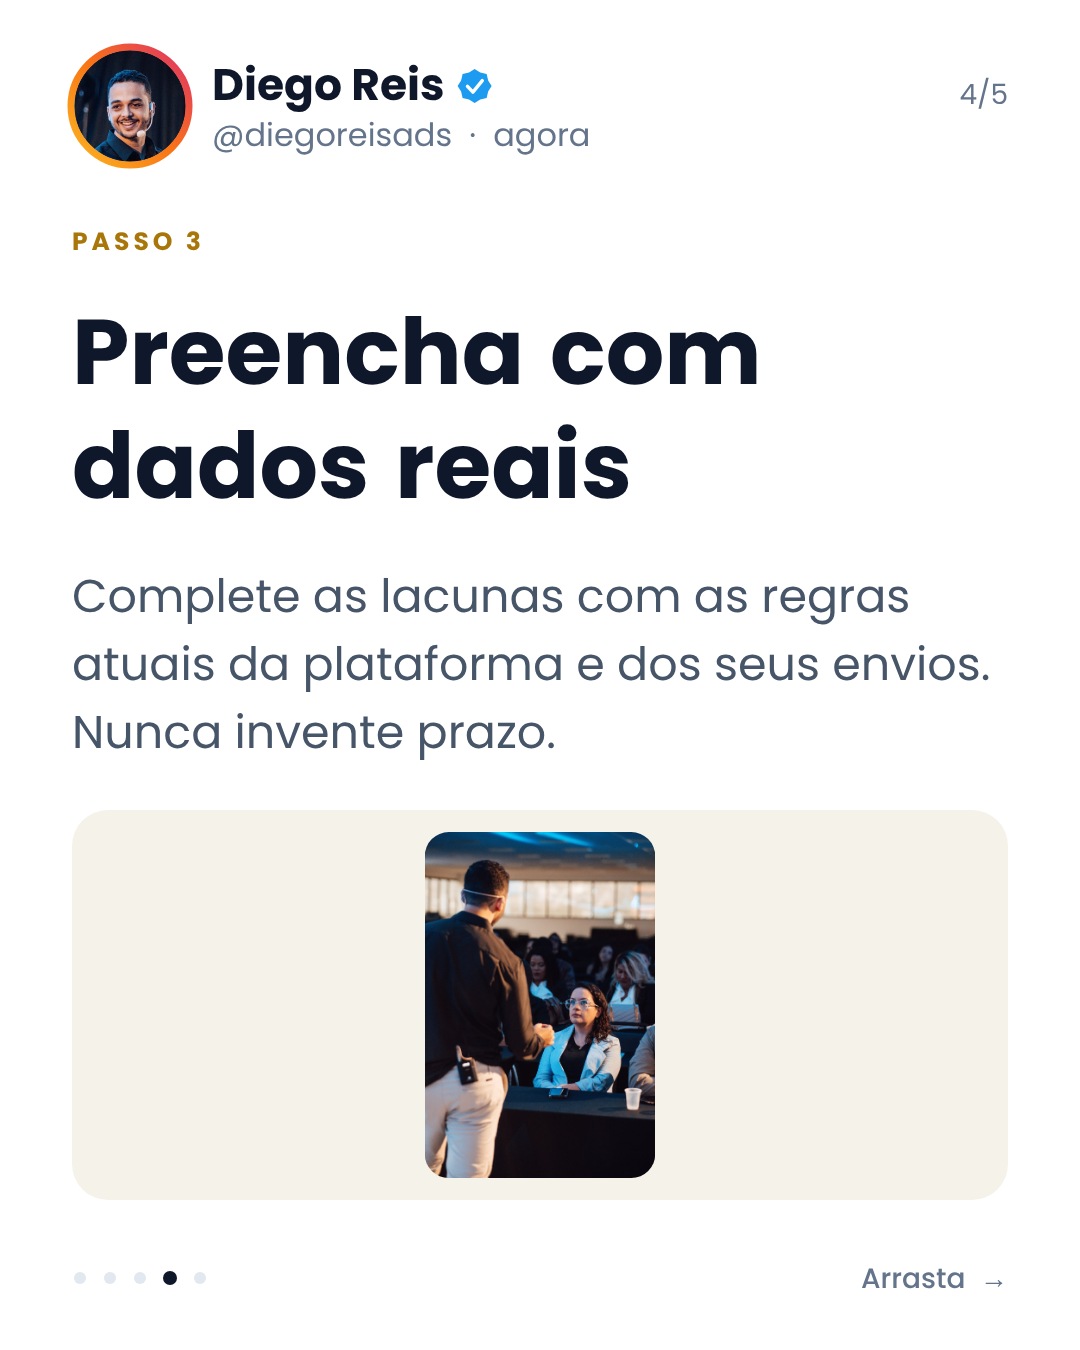 Diego Reis
@diegoreisads · agora
4/5
PASSO 3
Preencha com
dados reais
Complete as lacunas com as regras
atuais da plataforma e dos seus envios.
Nunca invente prazo.
Arrasta →